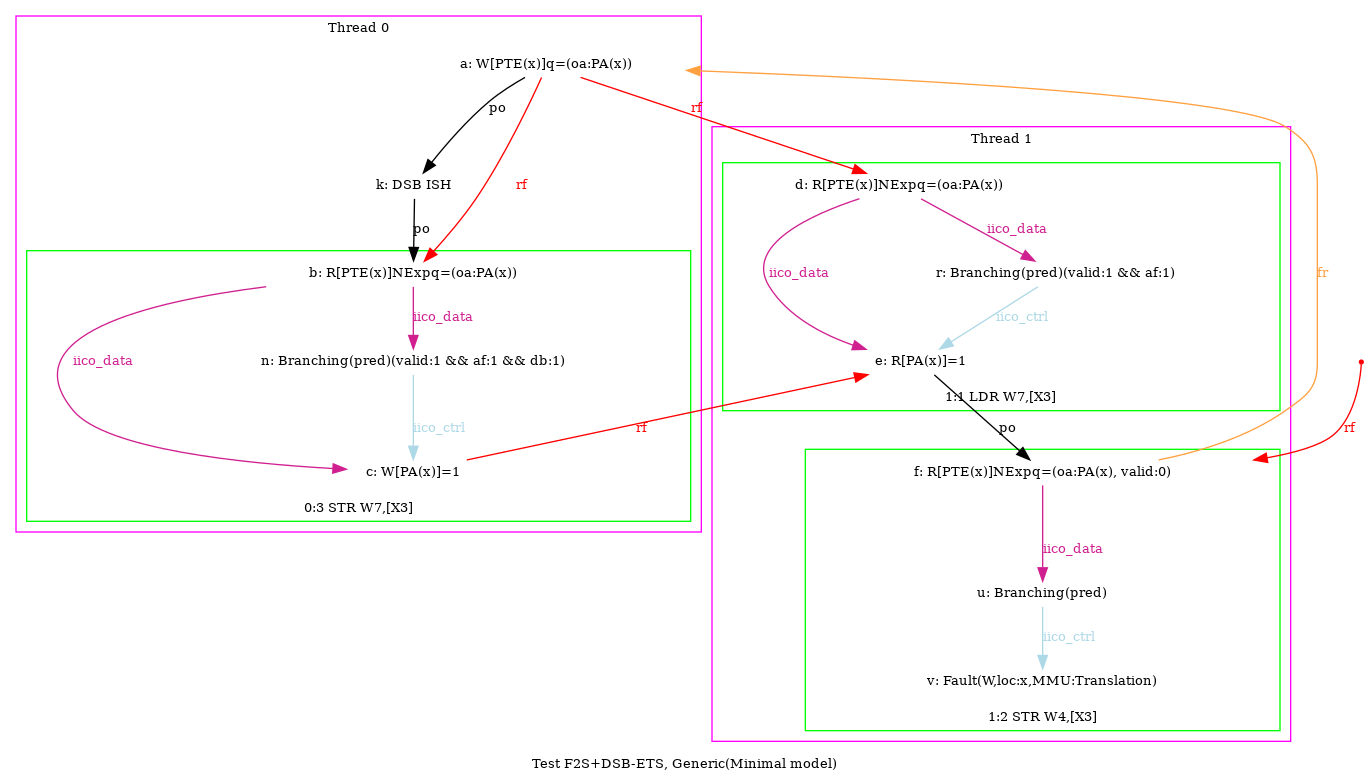 Thread 0
a: W[PTE(x)]q=(oa:PA(x))
po
rf
Thread 1
k: DSB ISH
rf
d: R[PTE(x)]NExpq=(oa:PA(x))
po
iico_data
b: R[PTE(x)]NExpq=(oa:PA(x))
iico_data
r: Branching(pred)(valid:1 && af:1)
fr
iico_data
iico_ctrl
iico_data
n: Branching(pred)(valid:1 && af:1 && db:1)
e: R[PA(x)]=1
1:1 LDR W7,[X3]
iico_ctrl
rf
po
rf
c: W[PA(x)]=1
f: R[PTE(x)]NExpq=(oa:PA(x), valid:0)
0:3 STR W7,[X3]
iico_data
u: Branching(pred)
iico_ctrl
v: Fault(W,loc:x,MMU:Translation)
1:2 STR W4,[X3]
Test F2S+DSB-ETS, Generic(Minimal model)